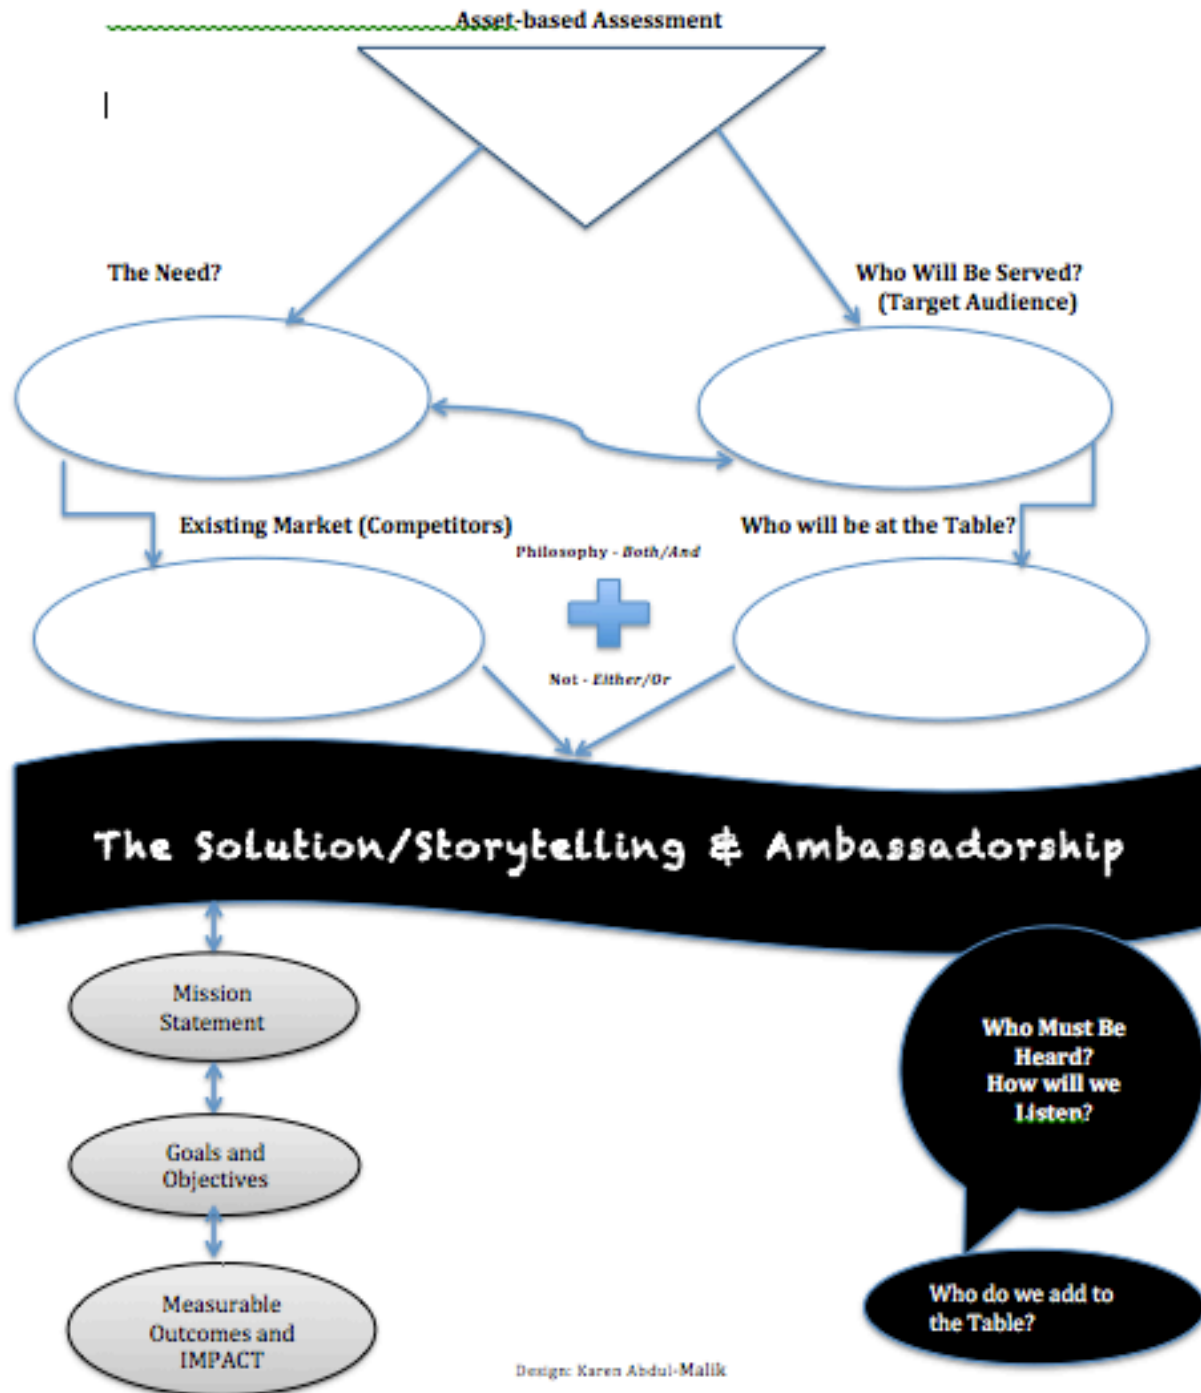 Asset-based Assessment
The Need?
Who Will Be Served?
(Target Audience)
Existing Market (Competitors)
Who will be at the Table?
Philosophy - Both/And
Not - Either/Or
The Solution/Storytelling & Ambassadorship
Mission
Statement
Goals and
Objectives
Measurable
Outcomes and
IMPACT
Who Must Be
Heard?
How will we
Listen?
Who do we add to
the Table?
Design: Karen Abdul-Malik